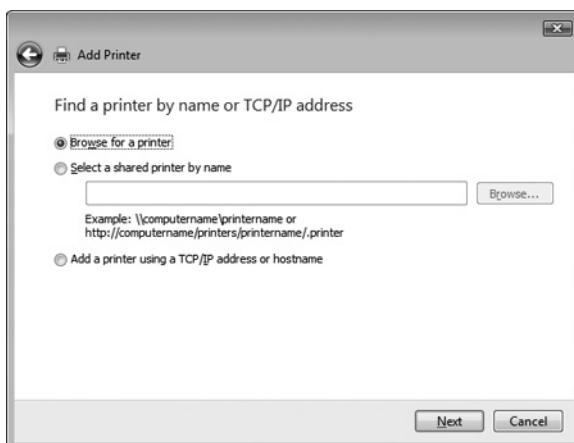 Add Printer
Find a printer by name or TCP/IP address
Browse for a printer
Select a shared printer by name
Browse...
Example: \\computername\printername or
http://computername/printers/printername/.printer
Add a printer using a TCP/IP address or hostname
Next Cancel